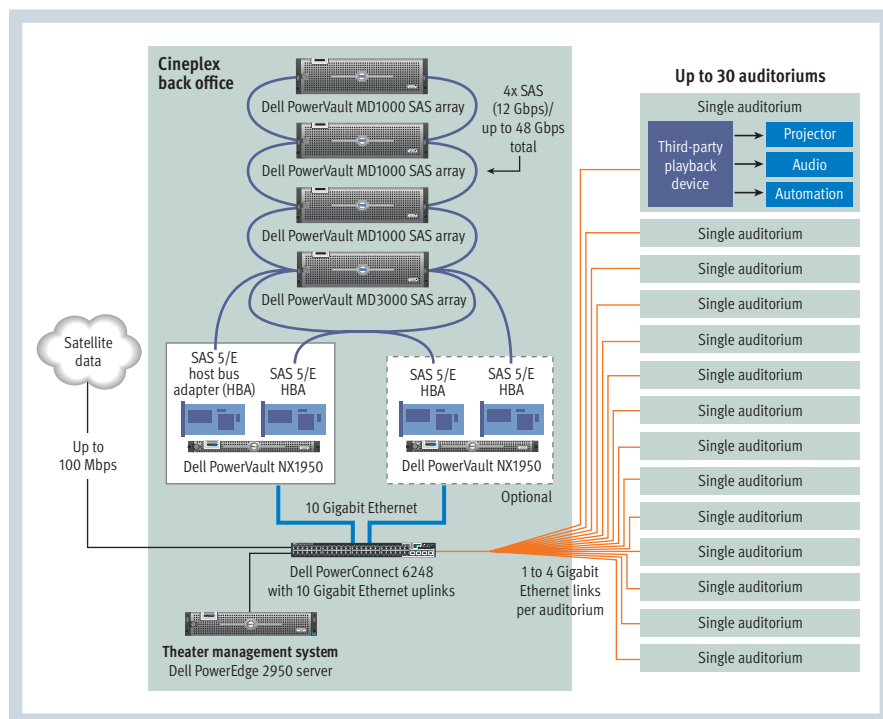 Cineplex
back office
Dell PowerVault MD1000 SAS array
Dell PowerVault MD1000 SAS array
Dell PowerVault MD1000 SAS array
Dell PowerVault MD3000 SAS array
4x SAS
(12 Gbps)/
up to 48 Gbps
total
Satellite
data
Up to
100 Mbps
SAS 5/E
host bus
adapter (HBA)
SAS 5/E
HBA
Dell PowerVault NX1950
SAS 5/E
HBA
SAS 5/E
HBA
Dell PowerVault NX1950
Optional
10 Gigabit Ethernet
Dell PowerConnect 6248
with 10 Gigabit Ethernet uplinks
1 to 4 Gigabit
Ethernet links
per auditorium
Theater management system
Dell PowerEdge 2950 server
Up to 30 auditoriums
Single auditorium
Third-party
playback
device
Projector
Audio
Automation
Single auditorium
Single auditorium
Single auditorium
Single auditorium
Single auditorium
Single auditorium
Single auditorium
Single auditorium
Single auditorium
Single auditorium
Single auditorium
Single auditorium
Single auditorium